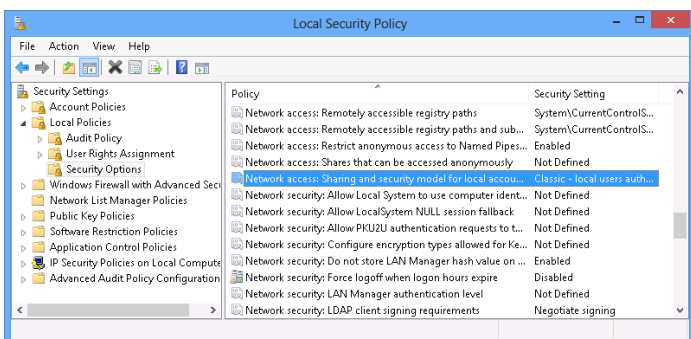 Local Security Policy
File Action View Help
Security Settings
Account Policies
Local Policies
Audit Policy
User Rights Assignment
Security Options
Windows Firewall with Advanced Secu
Network List Manager Policies
Public Key Policies
Software Restriction Policies
Application Control Policies
IP Security Policies on Local Compute
Advanced Audit Policy Configuration
Policy Security Setting
Network access: Remotely accessible registry paths System\CurrentControlS...
Network access: Remotely accessible registry paths and sub... System\CurrentControlS...
Network access: Restrict anonymous access to Named Pipes... Enabled
Network access: Shares that can be accessed anonymously Not Defined
Network access: Sharing and security model for local accou... Classic - local users auth...
Network security: Allow Local System to use computer ident... Not Defined
Network security: Allow LocalSystem NULL session fallback Not Defined
Network security: Allow PKU2U authentication requests to t... Not Defined
Network security: Configure encryption types allowed for Ke... Not Defined
Network security: Do not store LAN Manager hash value on ... Enabled
Network security: Force logoff when logon hours expire Disabled
Network security: LAN Manager authentication level Not Defined
Network security: LDAP client signing requirements Negotiate signing